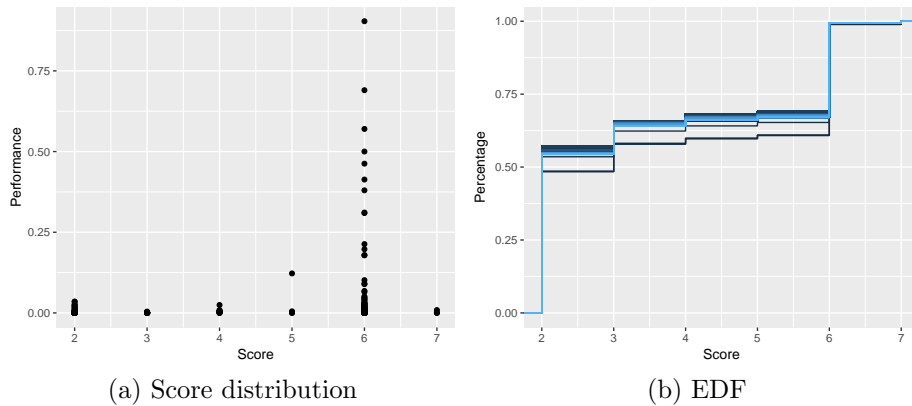 0.75
0.50
0.25
0.00
Performance
2 3 4 5 6 7
Score
(a) Score distribution
1.00
0.75
0.50
0.25
0.00
Percentage
2 3 4 5 6 7
Score
(b) EDF